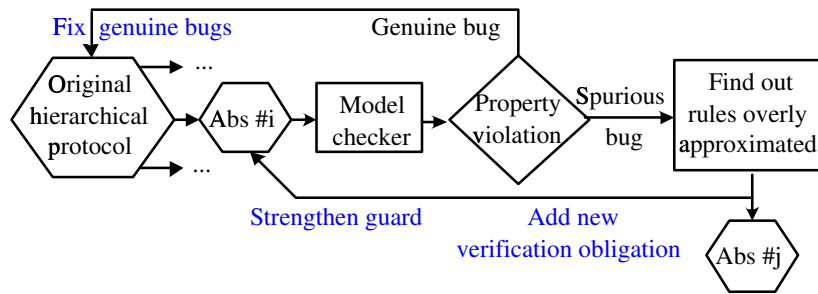 Fix genuine bugs
Genuine bug
...
Original
hierarchical
protocol
Abs #i
Model
checker
Property
violation
Spurious
bug
Find out
rules overly
approximated
...
Strengthen guard
Add new
verification obligation
Abs #j